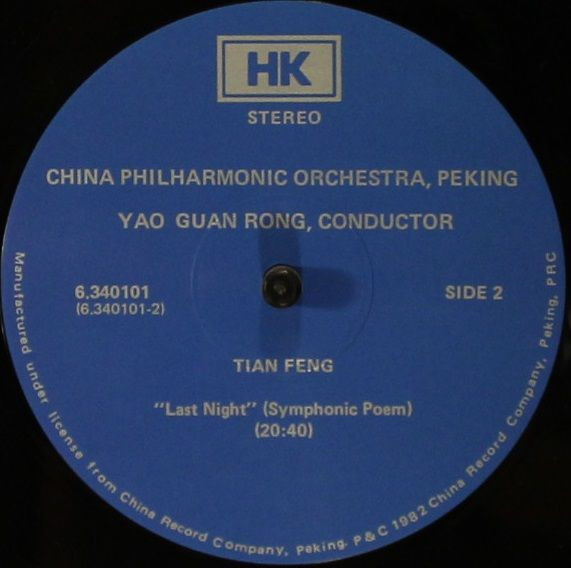 HK
STEREO
CHINA PHILHARMONIC ORCHESTRA, PEKING
YAO GUAN RONG, CONDUCTOR
6.340101
(6.340101-2)
SIDE 2
TIAN FENG
"Last Night" (Symphonic Poem)
(20:40)
Manufactured under license from China Record Company, Peking. P & C 1982 China Record Company, Peking, PRC